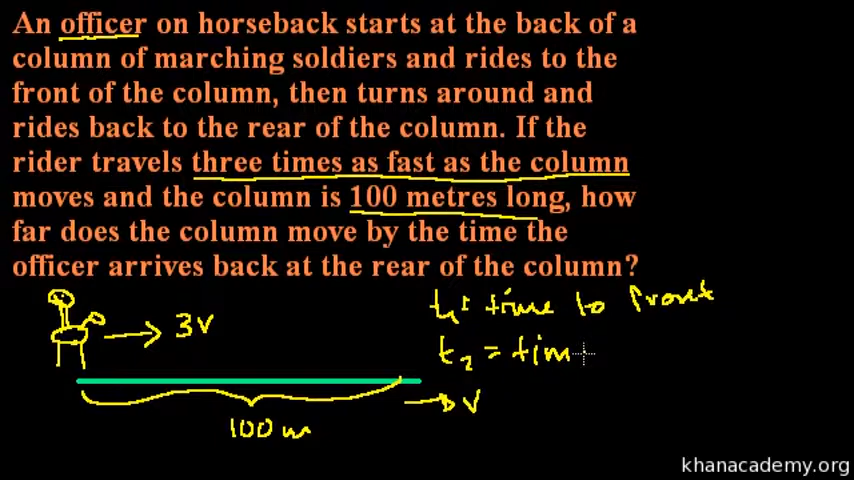 An officer on horseback starts at the back of a
column of marching soldiers and rides to the
front of the column, then turns around and
rides back to the rear of the column. If the
rider travels three times as fast as the column
moves and the column is 100 metres long, how
far does the column move by the time the
officer arrives back at the rear of the column?
t₁: time to front
3V
t₂ = tim
V
100 m
khanacademy.org